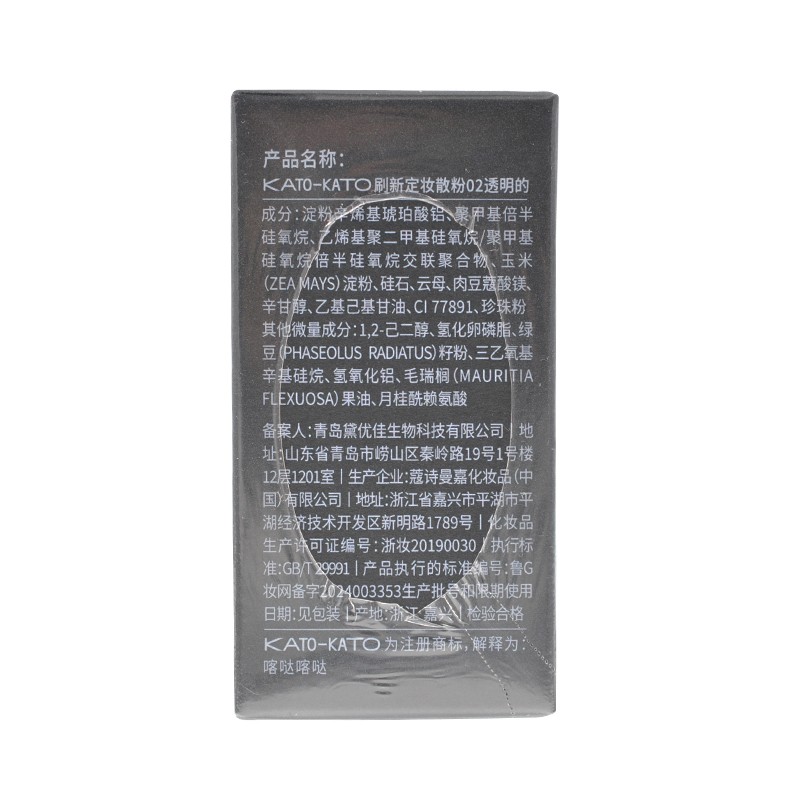 产品名称：
KATO-KATO刷新定妆散粉02透明的
成分：淀粉辛烯基琥珀酸铝、聚甲基倍半
硅氧烷、乙烯基聚二甲基硅氧烷/聚甲基
硅氧烷倍半硅氧烷交联聚合物、玉米
(ZEA MAYS)淀粉、硅石、云母、肉豆蔻酸镁、
辛甘醇、乙基己基甘油、CI 77891、珍珠粉
其他微量成分：1,2-己二醇、氢化卵磷脂、绿
豆(PHASEOLUS RADIATUS)籽粉、三乙氧基
辛基硅烷、氢氧化铝、毛瑞榈(MAURITIA
FLEXUOSA)果油、月桂酰赖氨酸
备案人：青岛黛优佳生物科技有限公司｜地
址：山东省青岛市崂山区秦岭路19号1号楼
12层1201室｜生产企业：蔻诗曼嘉化妆品(中
国)有限公司｜地址：浙江省嘉兴市平湖市平
湖经济技术开发区新明路1789号｜化妆品
生产许可证编号：浙妆20190030｜执行标
准：GB/T 29991｜产品执行的标准编号：鲁G
妆网备字2024003353生产批号和限期使用
日期：见包装｜产地：浙江 嘉兴｜检验合格
KATO-KATO为注册商标，解释为：
喀哒喀哒